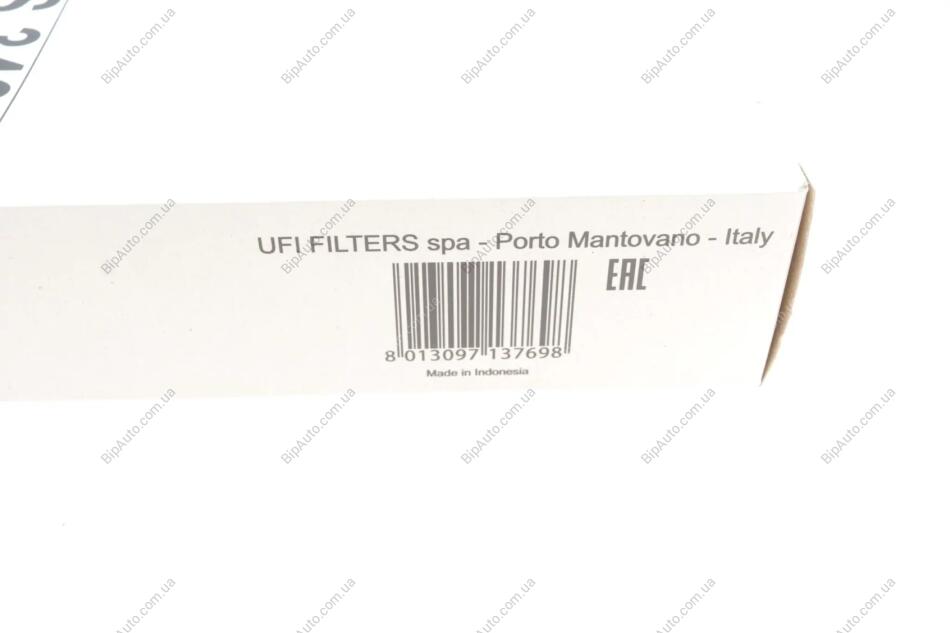 UFI FILTERS spa - Porto Mantovano - Italy
EAC
8 013097 137698
Made in Indonesia
BipAuto.com.ua